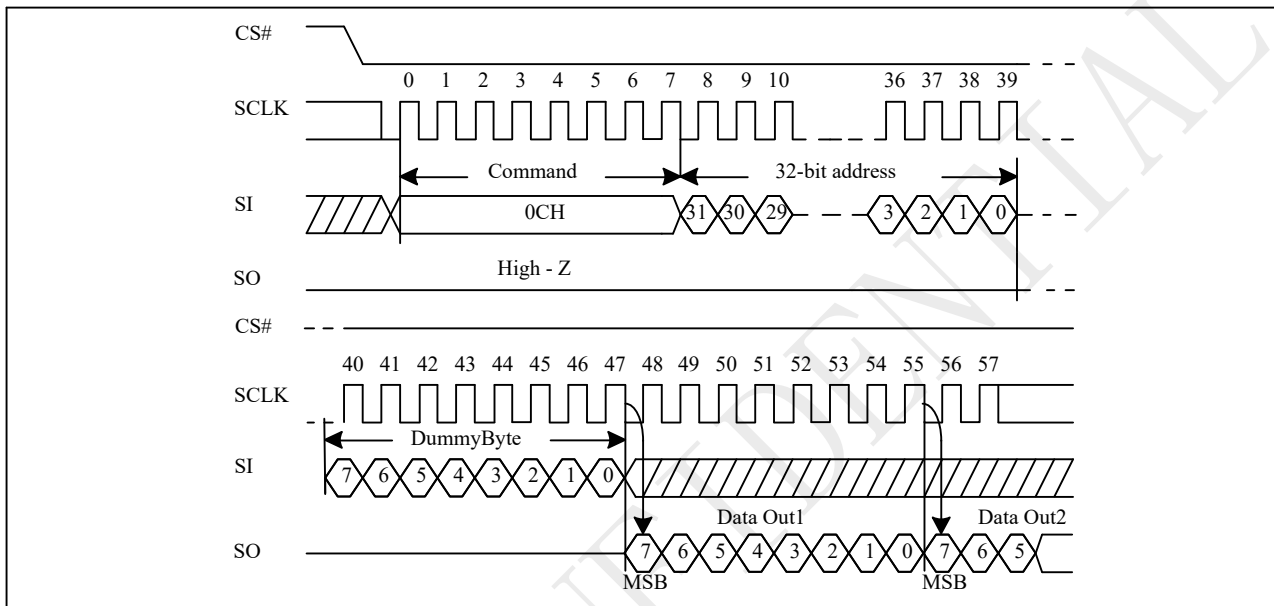 CS#
0 1 2 3 4 5 6 7 8 9 10 36 37 38 39
SCLK
Command 32-bit address
SI 0CH 31 30 29 3 2 1 0
High - Z
SO
CS#
40 41 42 43 44 45 46 47 48 49 50 51 52 53 54 55 56 57
SCLK
DummyByte
SI 7 6 5 4 3 2 1 0
Data Out1 Data Out2
SO 7 6 5 4 3 2 1 0 7 6 5
MSB MSB